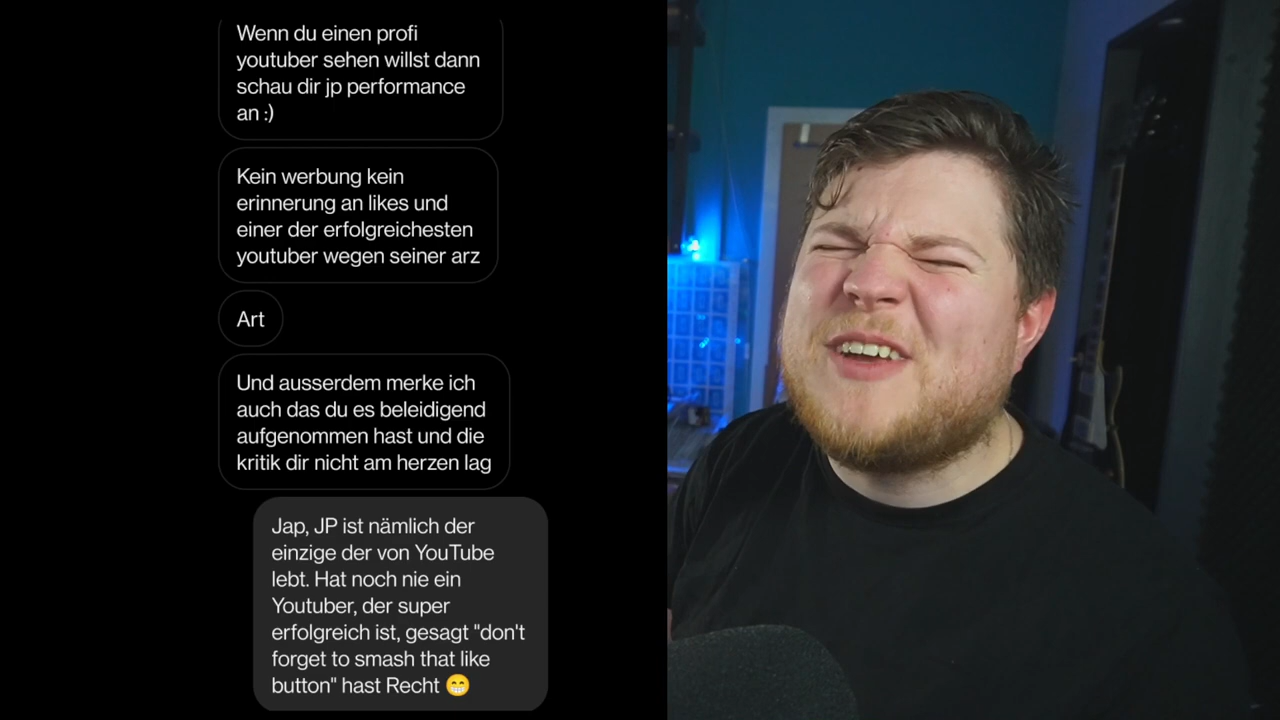 Wenn du einen profi
youtuber sehen willst dann
schau dir jp performance
an :)
Kein werbung kein
erinnerung an likes und
einer der erfolgreichesten
youtuber wegen seiner arz
Art
Und ausserdem merke ich
auch das du es beleidigend
aufgenommen hast und die
kritik dir nicht am herzen lag
Jap, JP ist nämlich der
einzige der von YouTube
lebt. Hat noch nie ein
Youtuber, der super
erfolgreich ist, gesagt "don't
forget to smash that like
button" hast Recht 😁